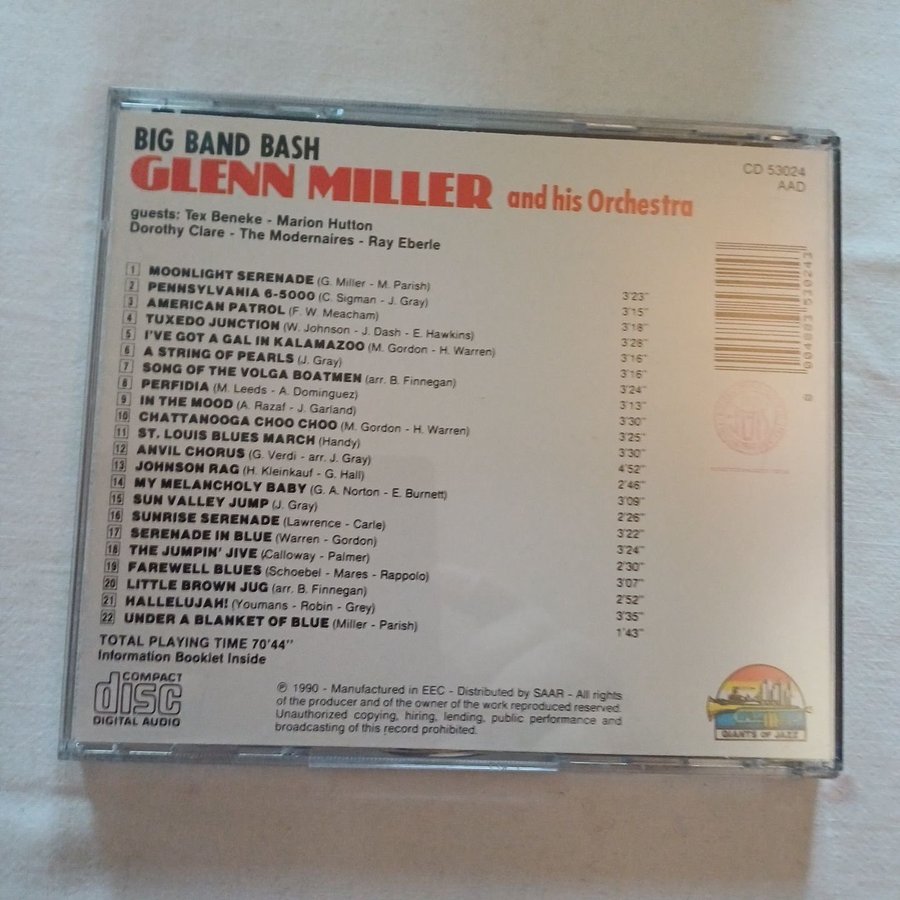 BIG BAND BASH
GLENN MILLER and his Orchestra
CD 53024
AAD
guests: Tex Beneke - Marion Hutton
Dorothy Clare - The Modernaires - Ray Eberle
1 MOONLIGHT SERENADE (G. Miller - M. Parish) 3'23"
2 PENNSYLVANIA 6-5000 (C. Sigman - J. Gray) 3'15"
3 AMERICAN PATROL (F. W. Meacham) 3'18"
4 TUXEDO JUNCTION (W. Johnson - J. Dash - E. Hawkins) 3'28"
5 I'VE GOT A GAL IN KALAMAZOO (M. Gordon - H. Warren) 3'16"
6 A STRING OF PEARLS (J. Gray) 3'16"
7 SONG OF THE VOLGA BOATMEN (arr. B. Finnegan) 3'24"
8 PERFIDIA (M. Leeds - A. Dominguez) 3'13"
9 IN THE MOOD (A. Razaf - J. Garland) 3'30"
10 CHATTANOOGA CHOO CHOO (M. Gordon - H. Warren) 3'25"
11 ST. LOUIS BLUES MARCH (Handy) 3'30"
12 ANVIL CHORUS (G. Verdi - arr. J. Gray) 4'52"
13 JOHNSON RAG (H. Kleinkauf - G. Hall) 2'46"
14 MY MELANCHOLY BABY (G. A. Norton - E. Burnett) 3'09"
15 SUN VALLEY JUMP (J. Gray) 2'26"
16 SUNRISE SERENADE (Lawrence - Carle) 3'22"
17 SERENADE IN BLUE (Warren - Gordon) 3'24"
18 THE JUMPIN' JIVE (Calloway - Palmer) 2'30"
19 FAREWELL BLUES (Schoebel - Mares - Rappolo) 3'07"
20 LITTLE BROWN JUG (arr. B. Finnegan) 2'52"
21 HALLELUJAH! (Youmans - Robin - Grey) 3'35"
22 UNDER A BLANKET OF BLUE (Miller - Parish) 1'43"
8 004883 530243
TOTAL PLAYING TIME 70'44"
Information Booklet Inside
COMPACT
disc
DIGITAL AUDIO
℗ 1990 - Manufactured in EEC - Distributed by SAAR - All rights
of the producer and of the owner of the work reproduced reserved.
Unauthorized copying, hiring, lending, public performance and
broadcasting of this record prohibited.
GIANTS OF JAZZ